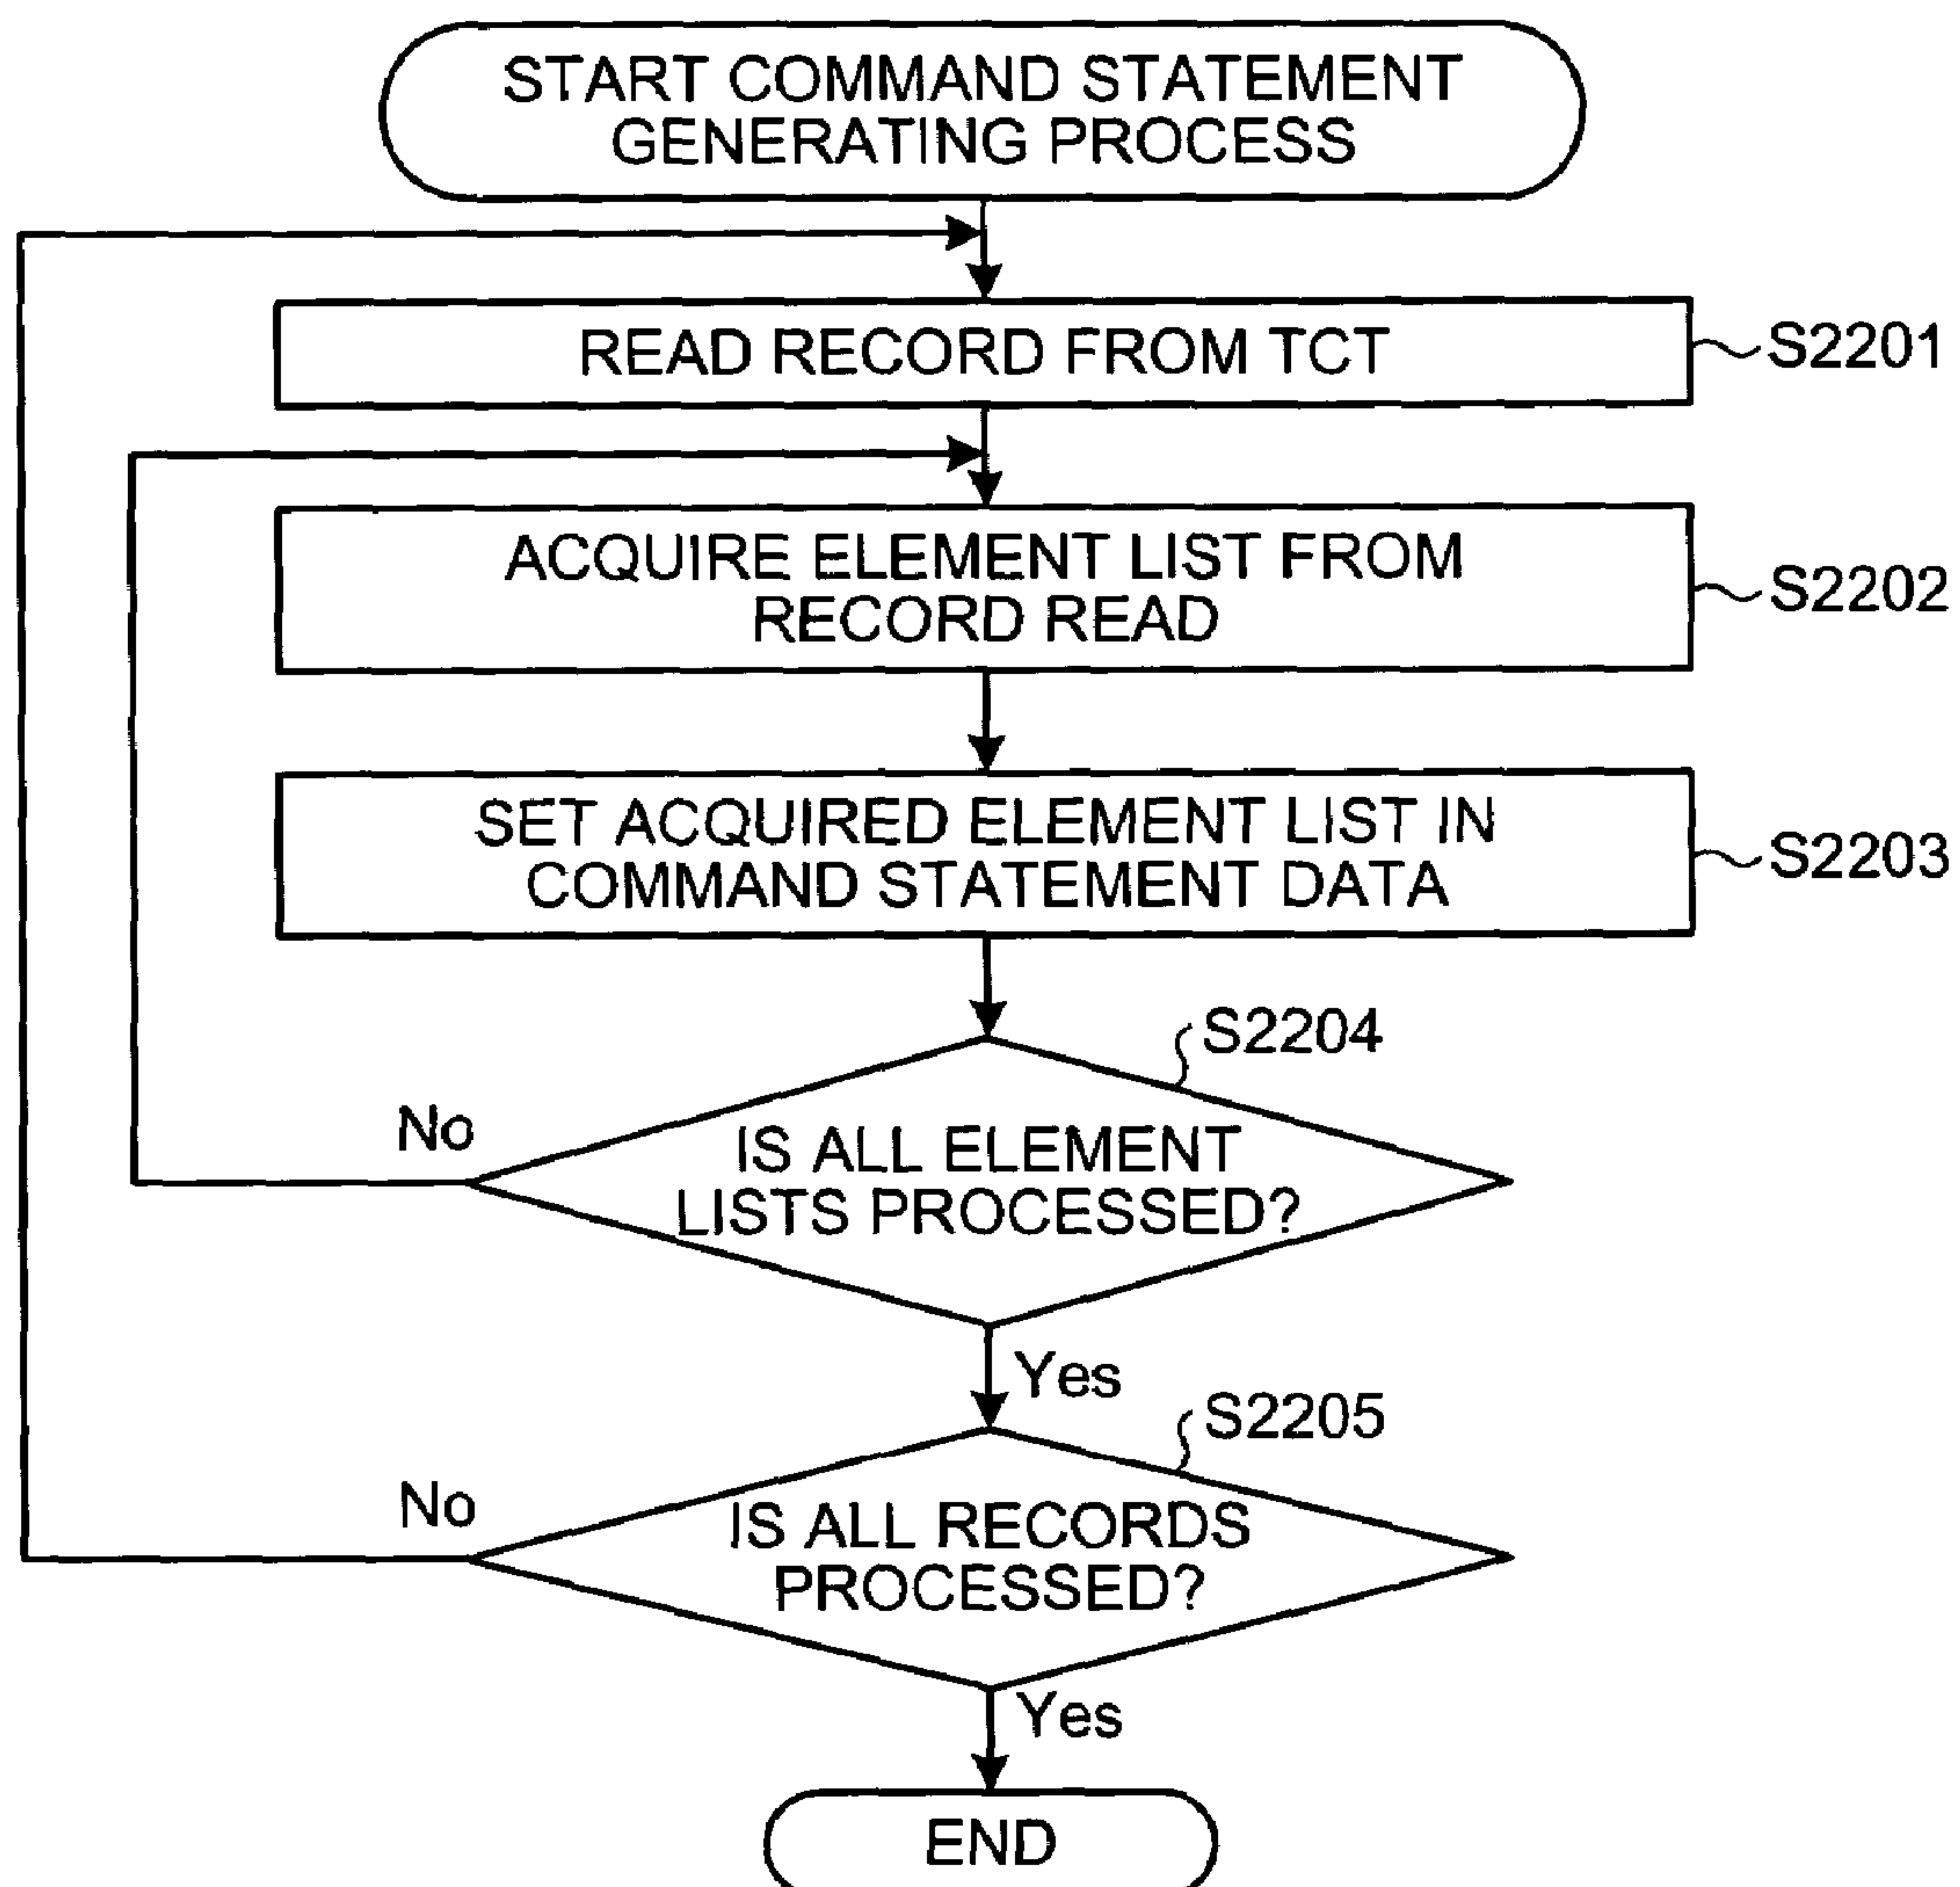 START COMMAND STATEMENT
GENERATING PROCESS
READ RECORD FROM TCT
S2201
ACQUIRE ELEMENT LIST FROM
RECORD READ
S2202
SET ACQUIRED ELEMENT LIST IN
COMMAND STATEMENT DATA
S2203
S2204
No
IS ALL ELEMENT
LISTS PROCESSED?
Yes
S2205
No
IS ALL RECORDS
PROCESSED?
Yes
END